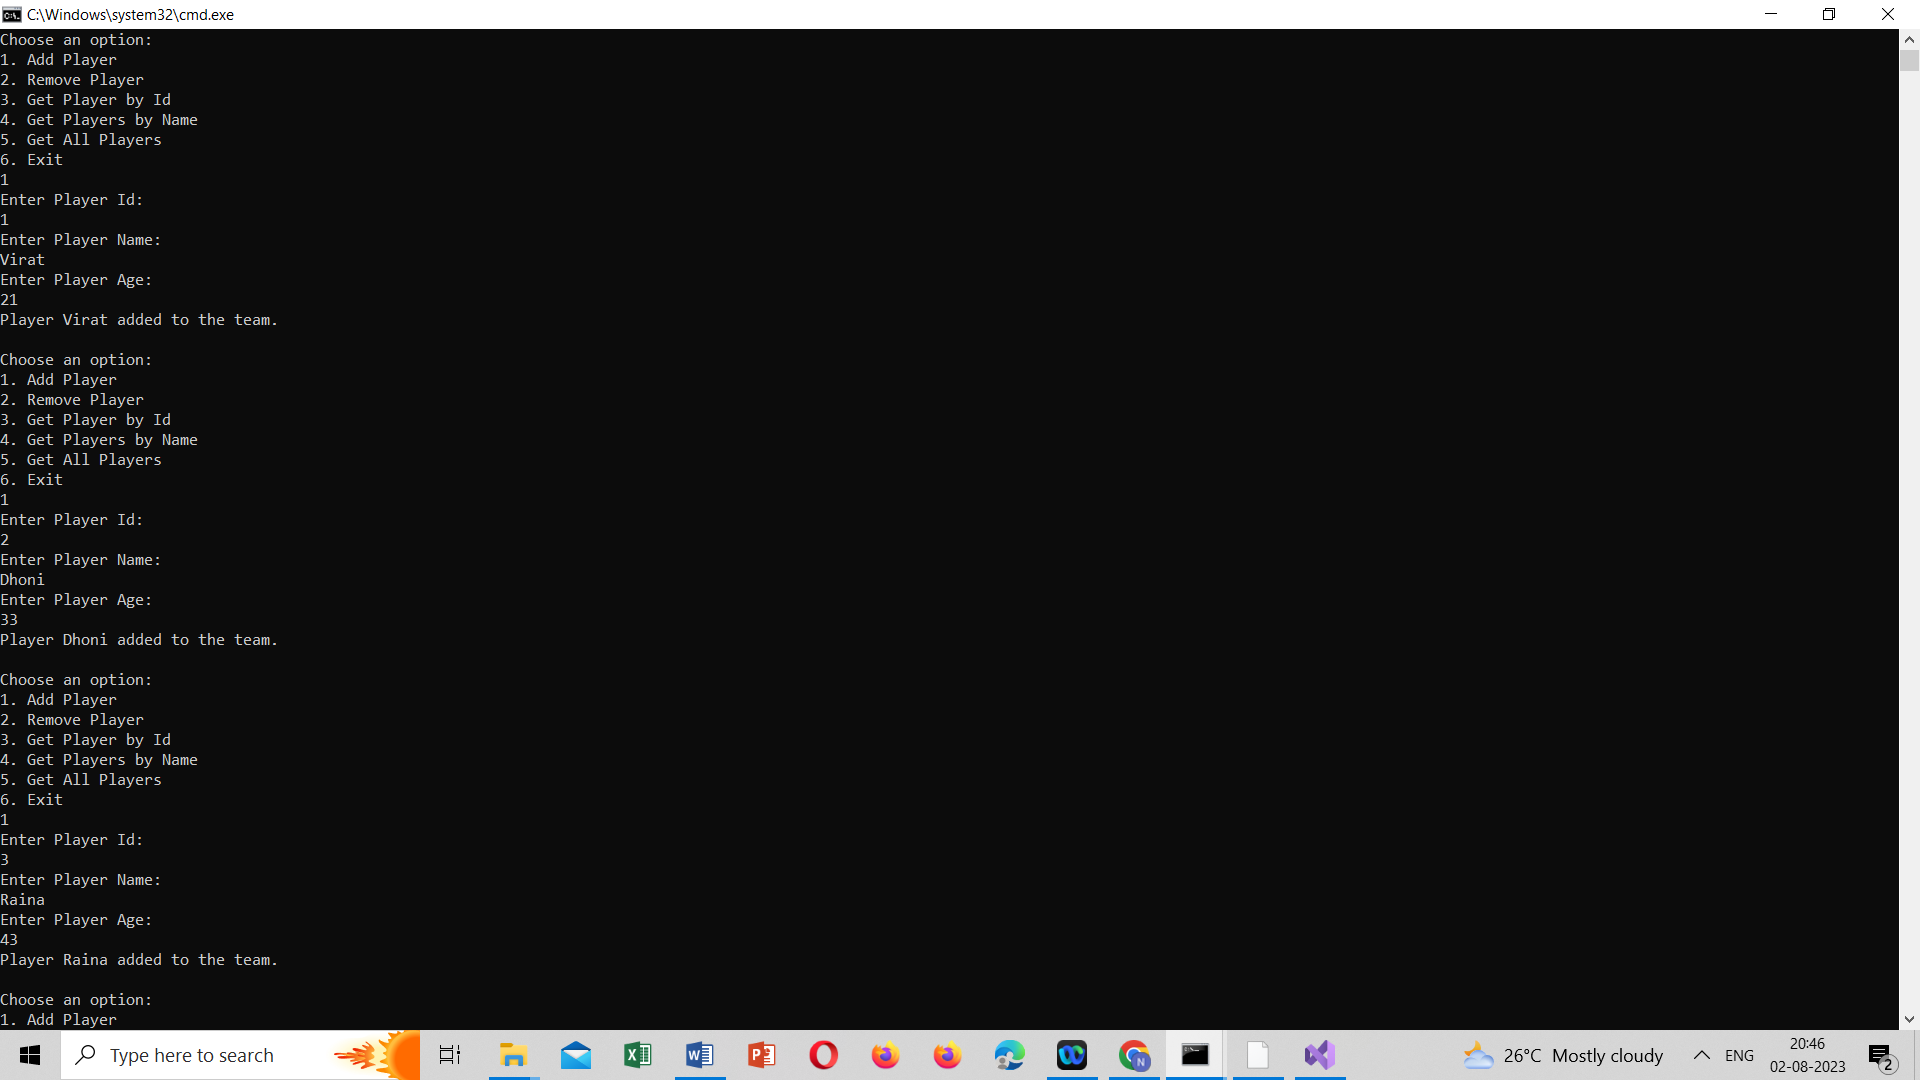 C:\Windows\system32\cmd.exe
Choose an option:
1. Add Player
2. Remove Player
3. Get Player by Id
4. Get Players by Name
5. Get All Players
6. Exit
1
Enter Player Id:
1
Enter Player Name:
Virat
Enter Player Age:
21
Player Virat added to the team.
Choose an option:
1. Add Player
2. Remove Player
3. Get Player by Id
4. Get Players by Name
5. Get All Players
6. Exit
1
Enter Player Id:
2
Enter Player Name:
Dhoni
Enter Player Age:
33
Player Dhoni added to the team.
Choose an option:
1. Add Player
2. Remove Player
3. Get Player by Id
4. Get Players by Name
5. Get All Players
6. Exit
1
Enter Player Id:
3
Enter Player Name:
Raina
Enter Player Age:
43
Player Raina added to the team.
Choose an option:
1. Add Player
Type here to search
26°C Mostly cloudy
ENG
20:46
02-08-2023
2